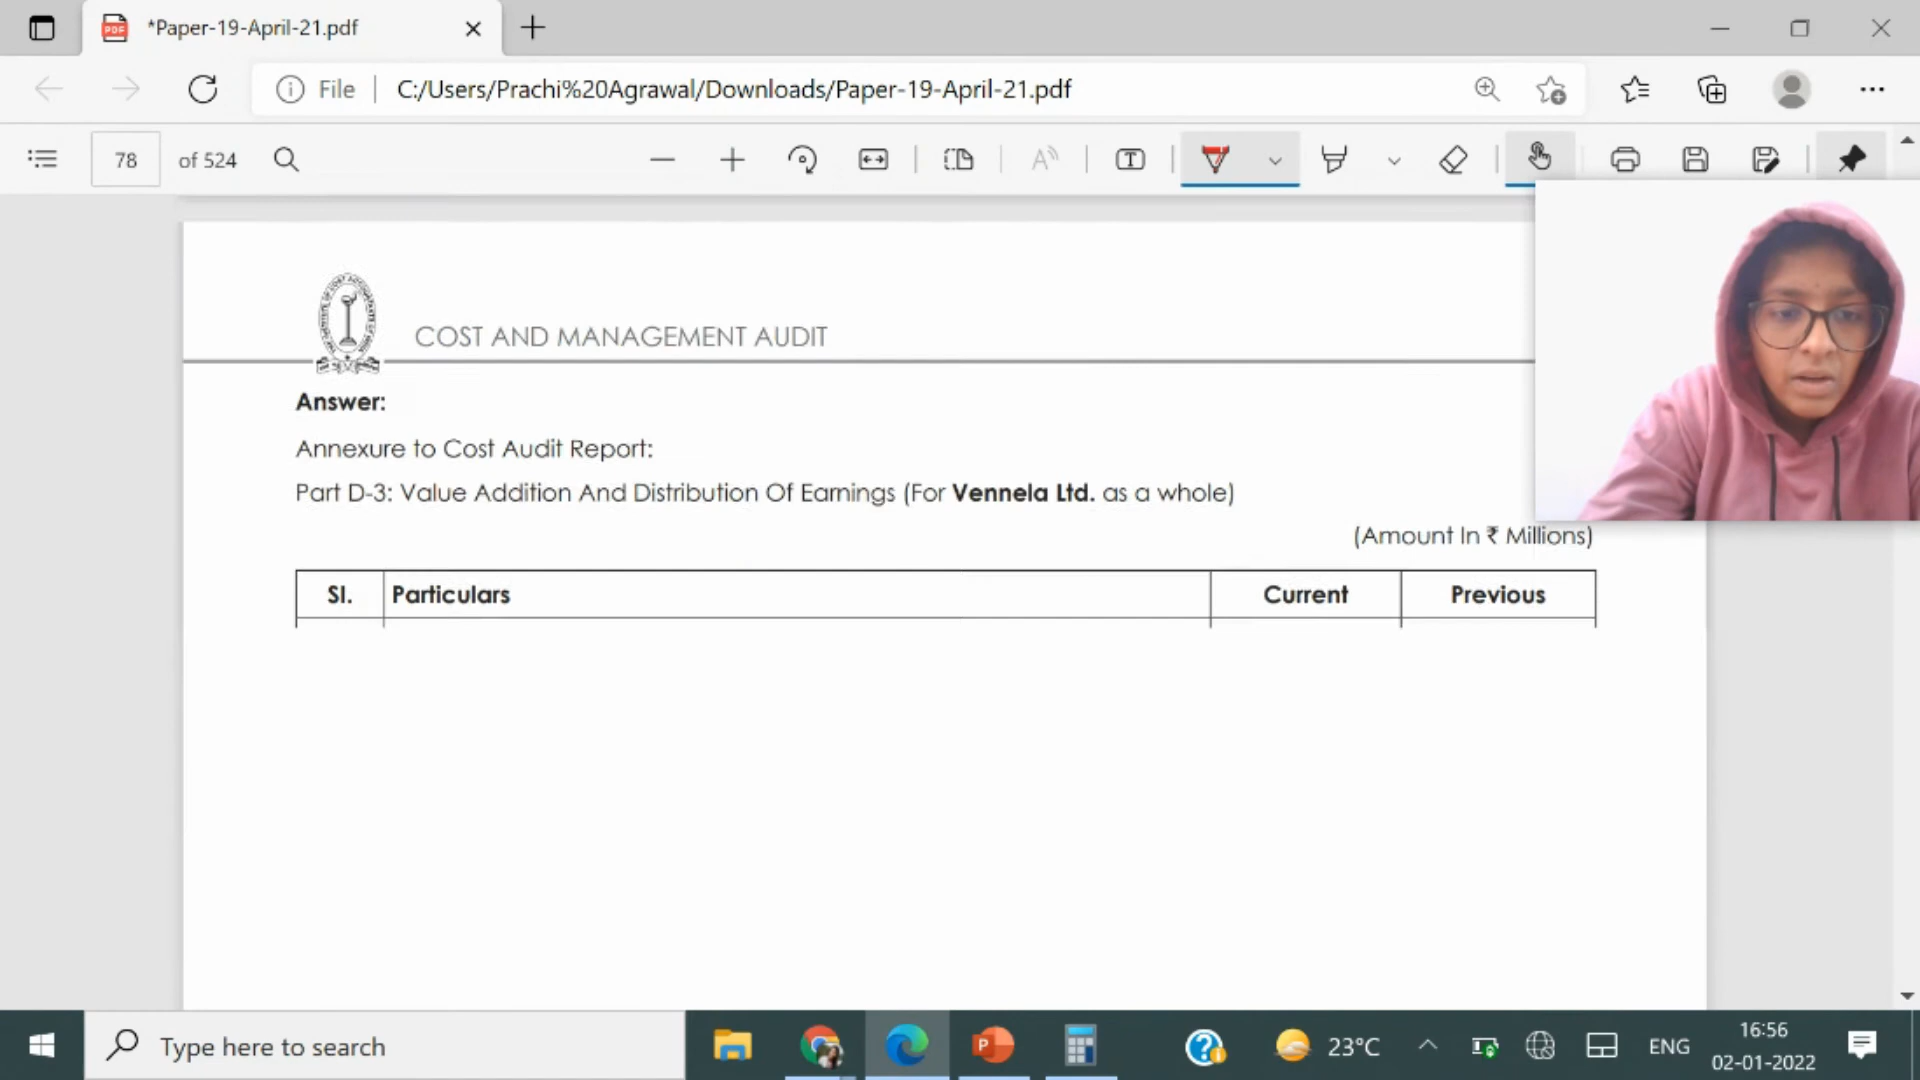 *Paper-19-April-21.pdf
File
C:/Users/Prachi%20Agrawal/Downloads/Paper-19-April-21.pdf
78 of 524
COST AND MANAGEMENT AUDIT
Answer:
Annexure to Cost Audit Report:
Part D-3: Value Addition And Distribution Of Earnings (For Vennela Ltd. as a whole)
(Amount In ₹ Millions)
Sl. Particulars Current Previous
Type here to search
23°C
ENG
16:56
02-01-2022